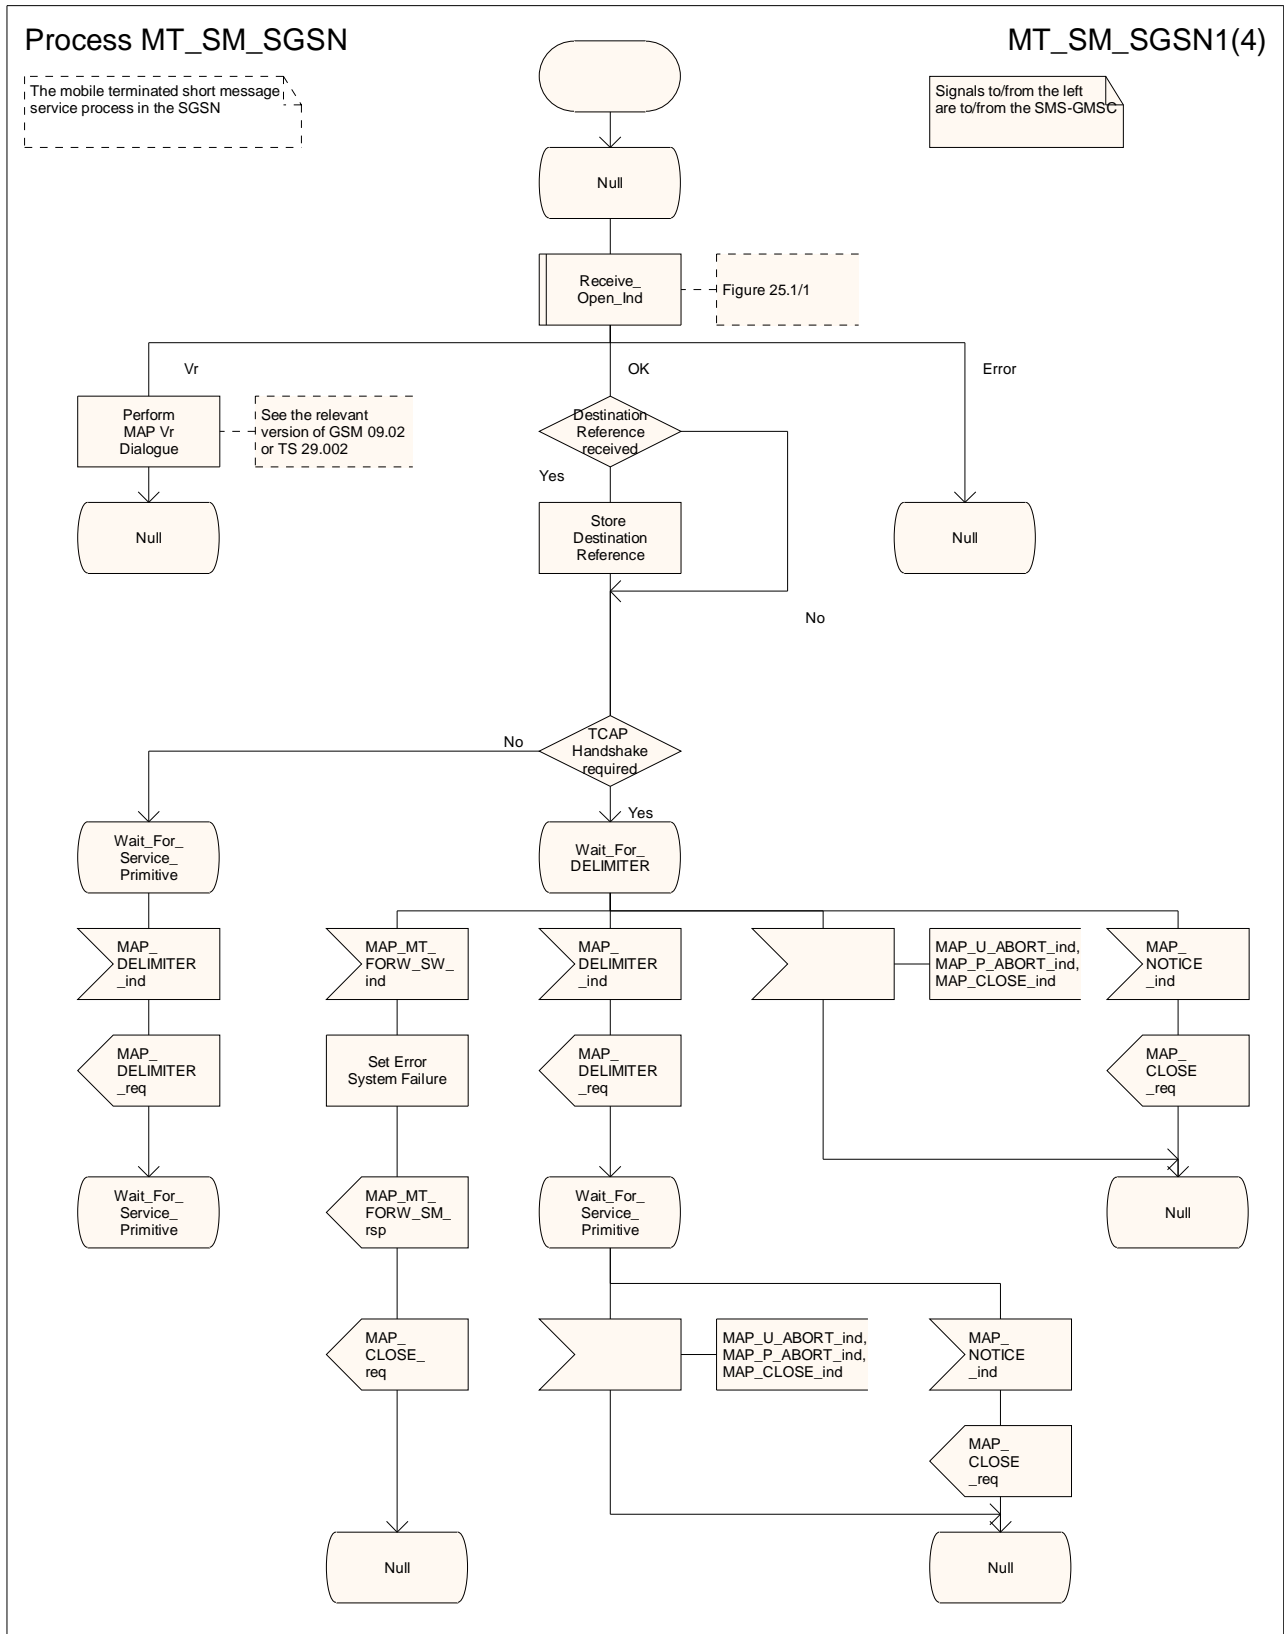 Process MT_SM_SGSN
MT_SM_SGSN1(4)
The mobile terminated short message
service process in the SGSN
Signals to/from the left
are to/from the SMS-GMSC
Null
Receive_
Open_Ind
Figure 25.1/1
Vr
OK
Error
Perform
MAP Vr
Dialogue
See the relevant
version of GSM 09.02
or TS 29.002
Destination
Reference
received
Yes
Null
Store
Destination
Reference
Null
No
TCAP
Handshake
required
No
Yes
Wait_For_
Service_
Primitive
Wait_For_
DELIMITER
MAP_
DELIMITER
_ind
MAP_MT_
FORW_SW_
ind
MAP_
DELIMITER
_ind
MAP_U_ABORT_ind,
MAP_P_ABORT_ind,
MAP_CLOSE_ind
MAP_
NOTICE
_ind
MAP_
DELIMITER
_req
Set Error
System Failure
MAP_
DELIMITER
_req
MAP_
CLOSE
_req
Wait_For_
Service_
Primitive
MAP_MT_
FORW_SM_
rsp
Wait_For_
Service_
Primitive
Null
MAP_
CLOSE_
req
MAP_U_ABORT_ind,
MAP_P_ABORT_ind,
MAP_CLOSE_ind
MAP_
NOTICE
_ind
MAP_
CLOSE
_req
Null
Null